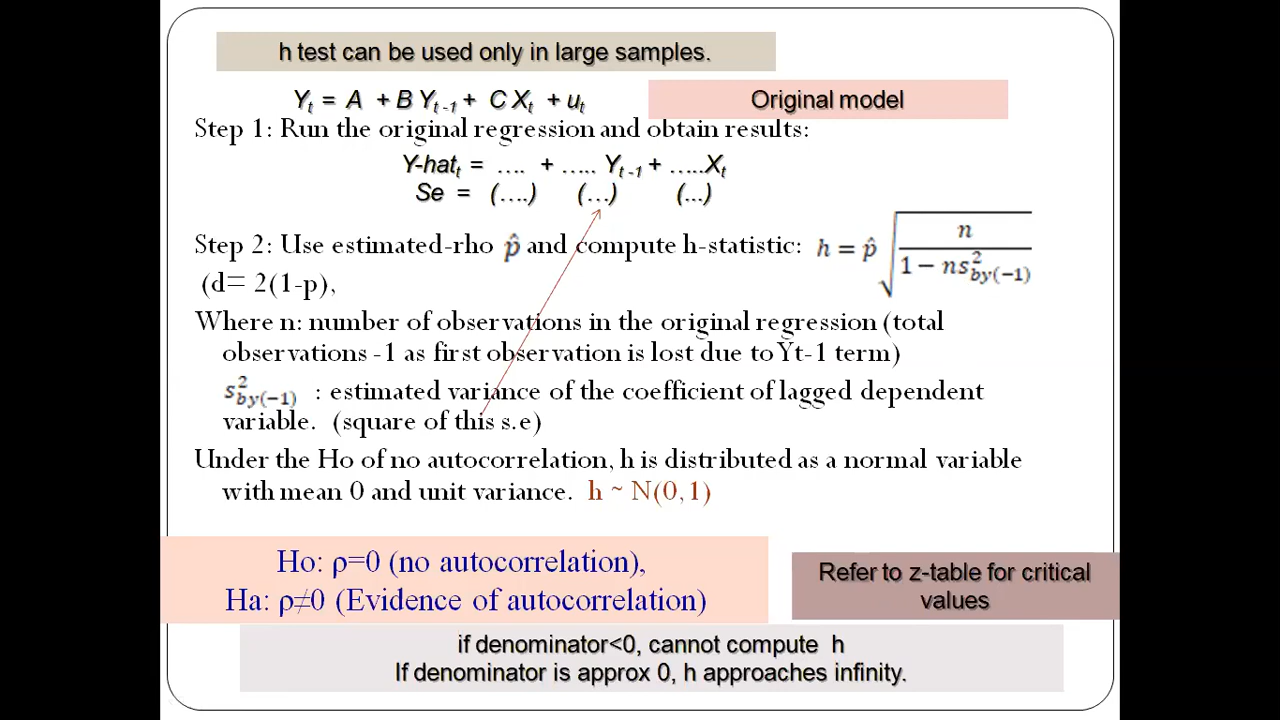 h test can be used only in large samples.
Yt = A + B Yt -1 + C Xt + ut
Original model
Step 1: Run the original regression and obtain results:
Y-hatt = …. + ….. Yt -1 + …..Xt
Se = (….) (…) (...)
Step 2: Use estimated-rho p̂ and compute h-statistic: h = p̂ √(n / (1 − ns²by(−1)))
(d= 2(1-p),
Where n: number of observations in the original regression (total
observations -1 as first observation is lost due to Yt-1 term)
s²by(−1) : estimated variance of the coefficient of lagged dependent
variable. (square of this s.e)
Under the Ho of no autocorrelation, h is distributed as a normal variable
with mean 0 and unit variance. h ~ N(0,1)
Ho: ρ=0 (no autocorrelation),
Ha: ρ≠0 (Evidence of autocorrelation)
Refer to z-table for critical
values
if denominator<0, cannot compute h
If denominator is approx 0, h approaches infinity.